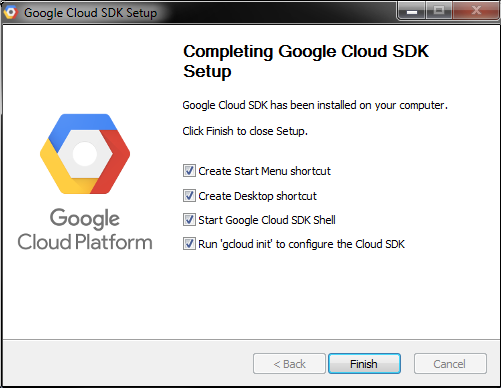 Google Cloud SDK Setup
Completing Google Cloud SDK
Setup
Google Cloud SDK has been installed on your computer.
Click Finish to close Setup.
Google
Cloud Platform
Create Start Menu shortcut
Create Desktop shortcut
Start Google Cloud SDK Shell
Run 'gcloud init' to configure the Cloud SDK
< Back
Finish
Cancel